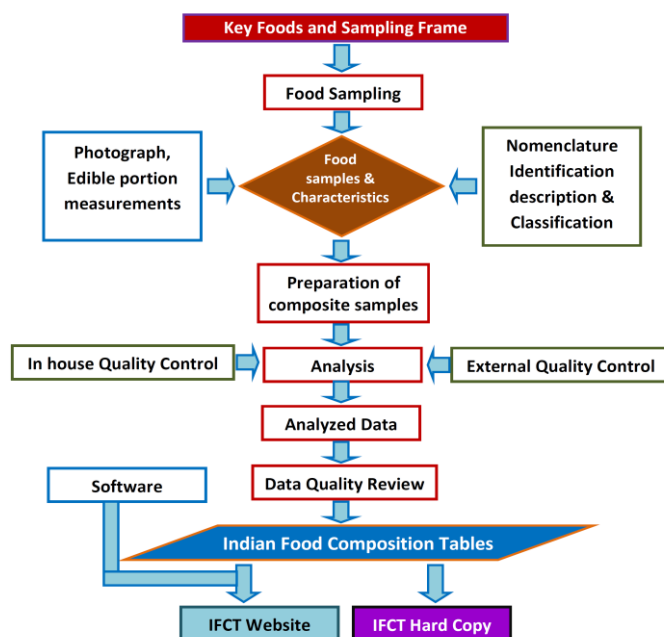 Key Foods and Sampling Frame
Food Sampling
Photograph,
Edible portion
measurements
Food
samples &
Characteristics
Nomenclature
Identification
description &
Classification
Preparation of
composite samples
In house Quality Control
Analysis
External Quality Control
Analyzed Data
Software
Data Quality Review
Indian Food Composition Tables
IFCT Website
IFCT Hard Copy